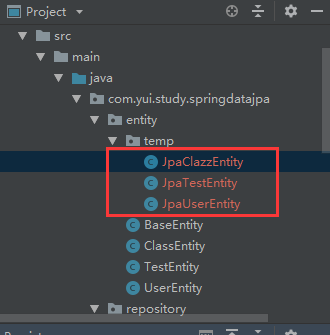 Project
src
main
java
com.yui.study.springdatajpa
entity
temp
JpaClazzEntity
JpaTestEntity
JpaUserEntity
BaseEntity
ClassEntity
TestEntity
UserEntity
repository